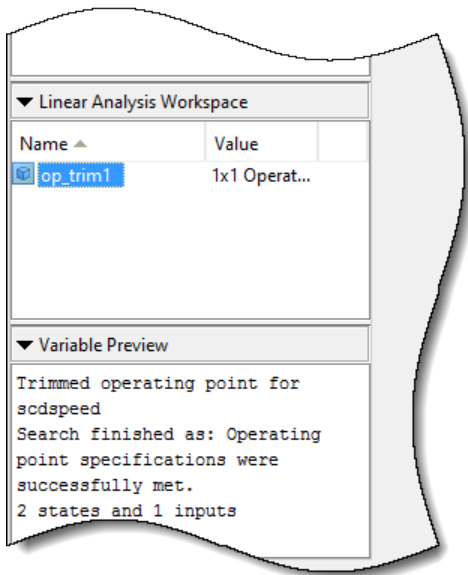 Linear Analysis Workspace
Name Value
op_trim1 1x1 Operat...
Variable Preview
Trimmed operating point for
scdspeed
Search finished as: Operating
point specifications were
successfully met.
2 states and 1 inputs